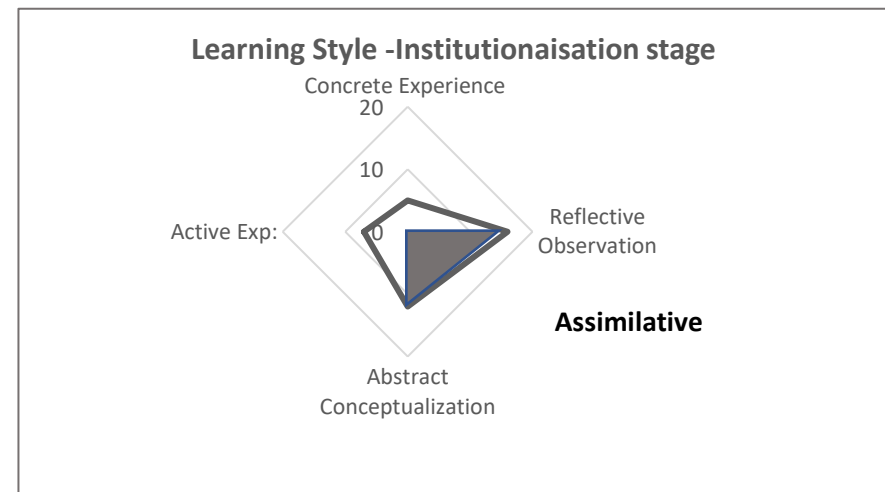 Learning Style -Institutionaisation stage
Concrete Experience
20
10
0
Active Exp:
Reflective
Observation
Assimilative
Abstract
Conceptualization